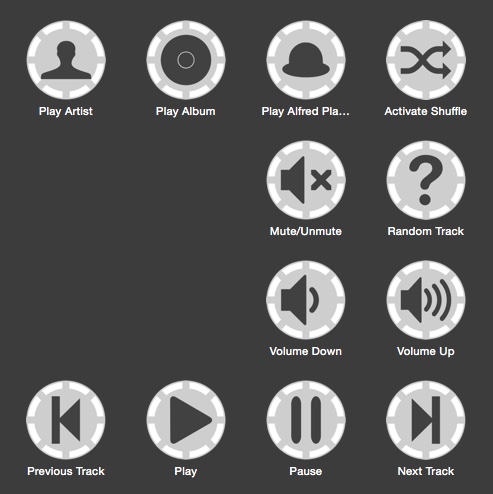 Play Artist
Play Album
Play Alfred Pla...
Activate Shuffle
Mute/Unmute
Random Track
Volume Down
Volume Up
Previous Track
Play
Pause
Next Track